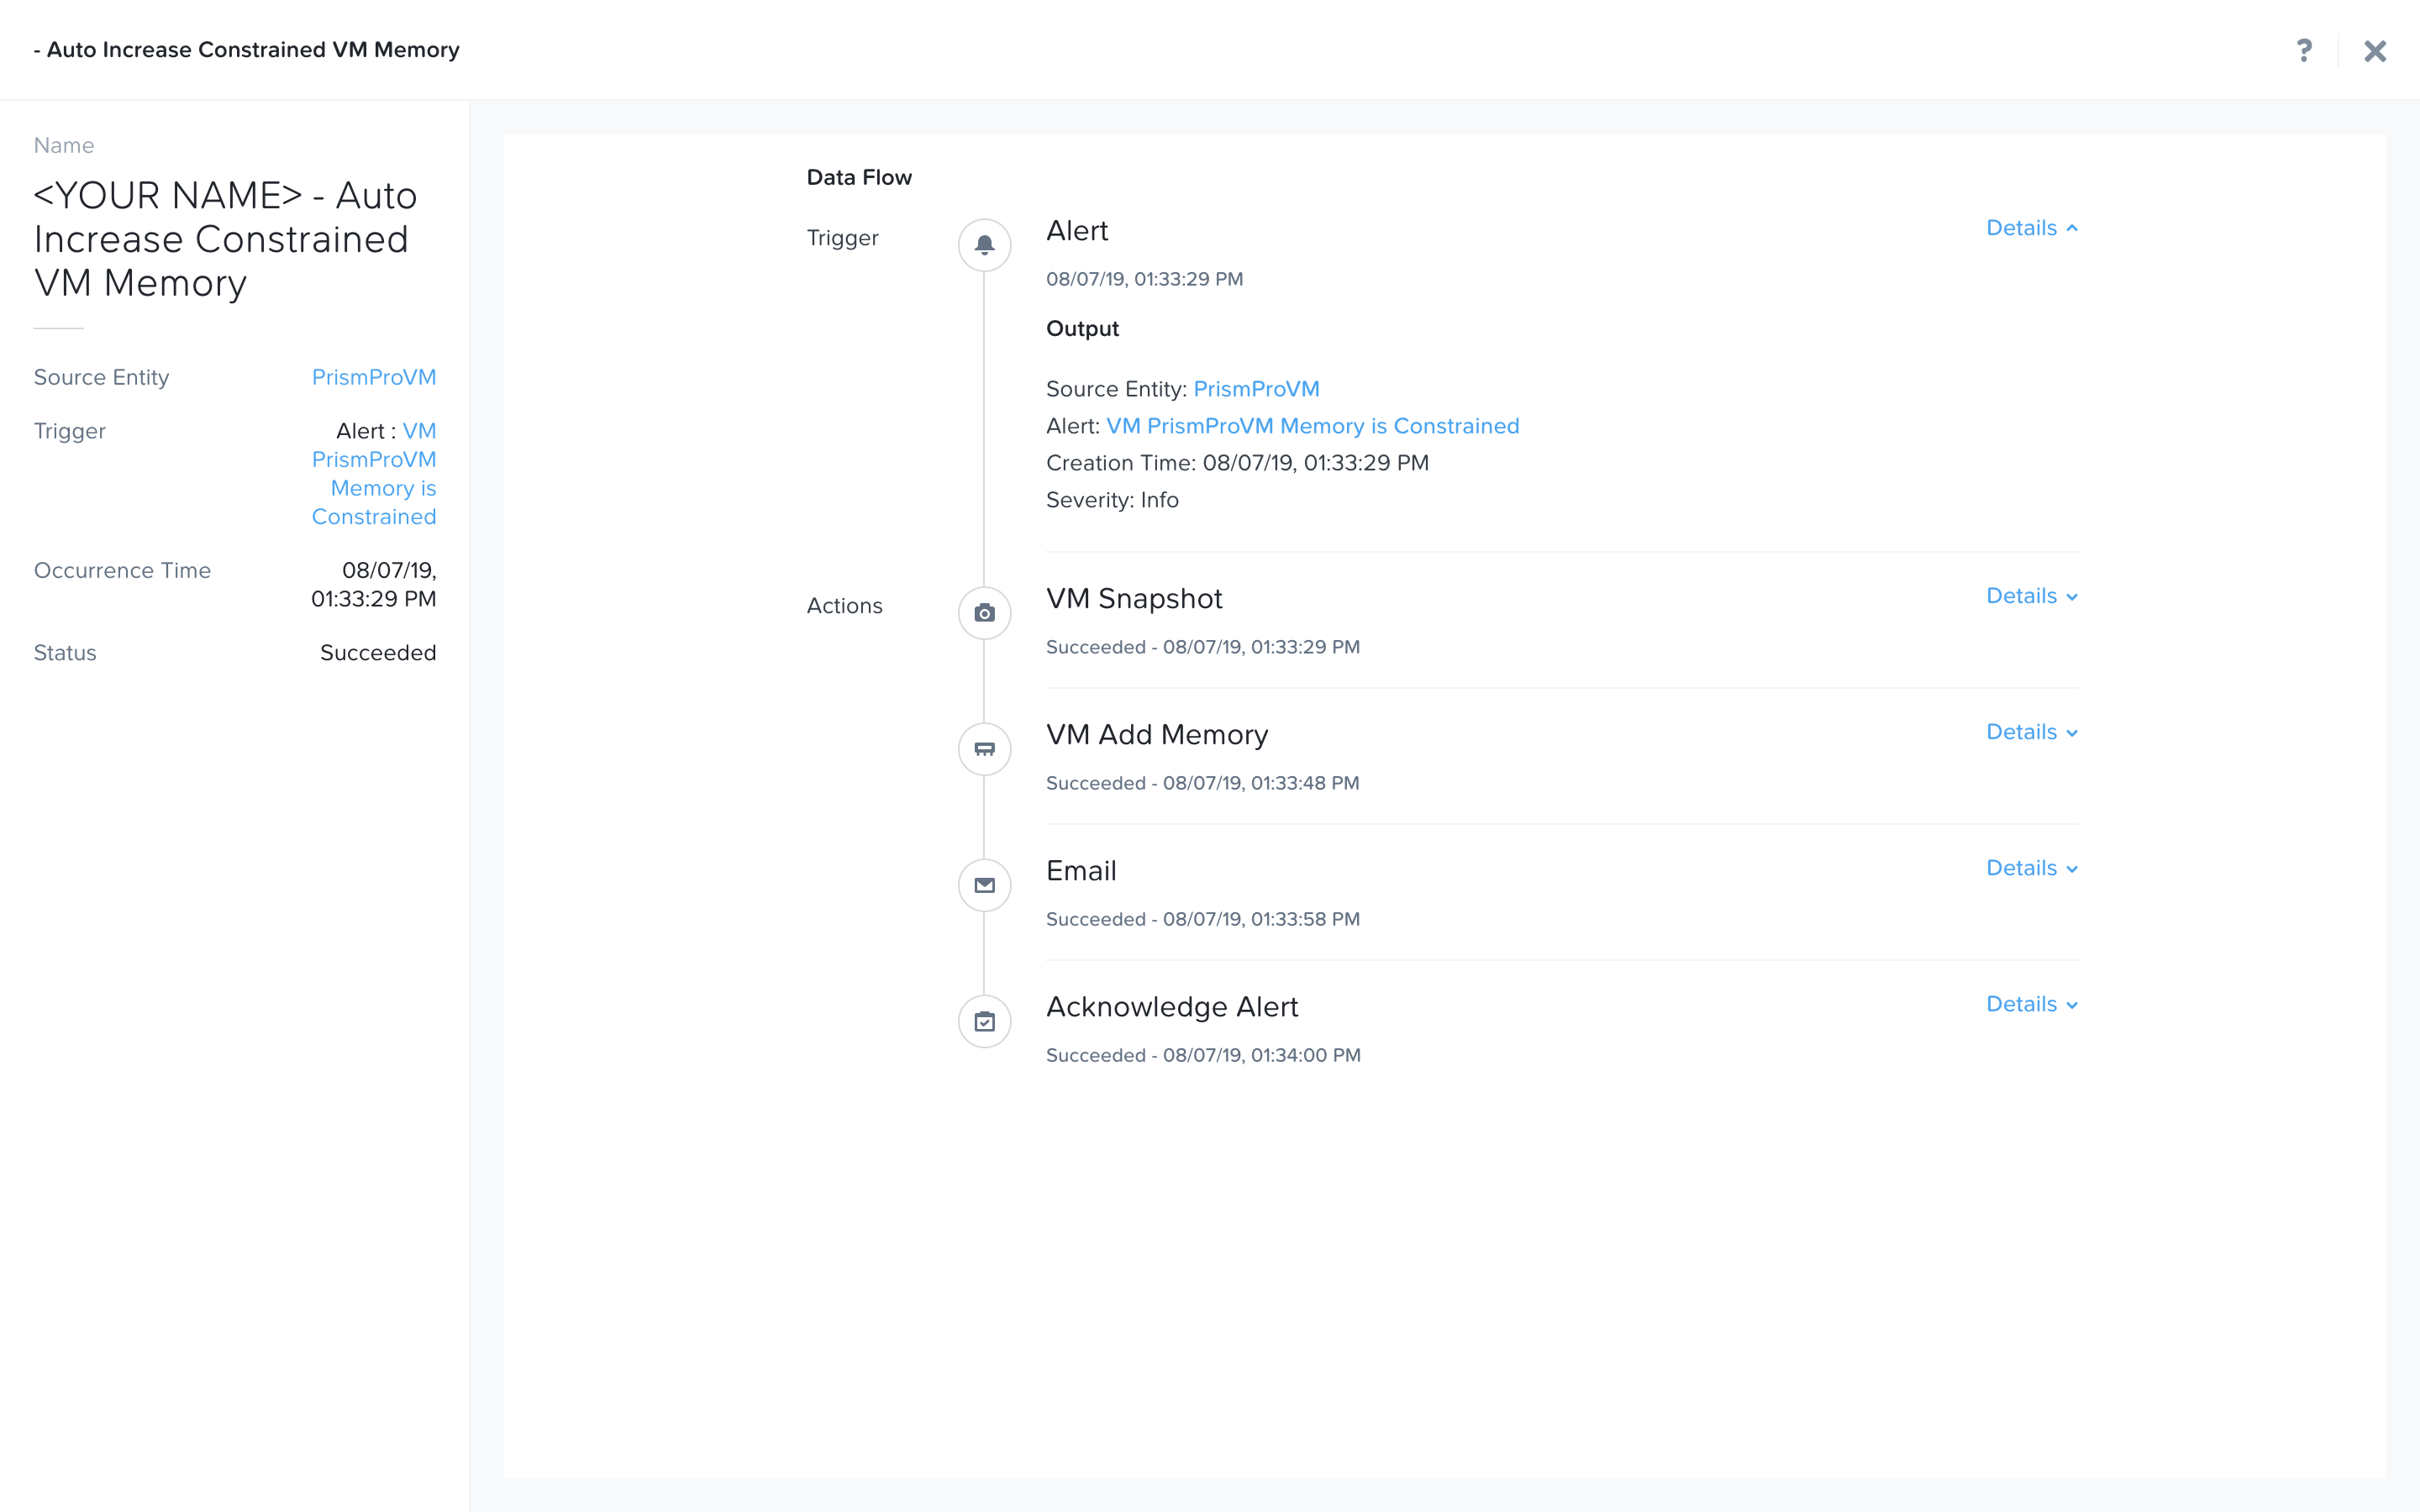 - Auto Increase Constrained VM Memory
?
Name
<YOUR NAME> - Auto
Increase Constrained
VM Memory
Source Entity PrismProVM
Trigger Alert : VM
PrismProVM
Memory is
Constrained
Occurrence Time 08/07/19,
01:33:29 PM
Status Succeeded
Data Flow
Trigger
Alert
Details
08/07/19, 01:33:29 PM
Output
Source Entity: PrismProVM
Alert: VM PrismProVM Memory is Constrained
Creation Time: 08/07/19, 01:33:29 PM
Severity: Info
Actions
VM Snapshot
Details
Succeeded - 08/07/19, 01:33:29 PM
VM Add Memory
Details
Succeeded - 08/07/19, 01:33:48 PM
Email
Details
Succeeded - 08/07/19, 01:33:58 PM
Acknowledge Alert
Details
Succeeded - 08/07/19, 01:34:00 PM